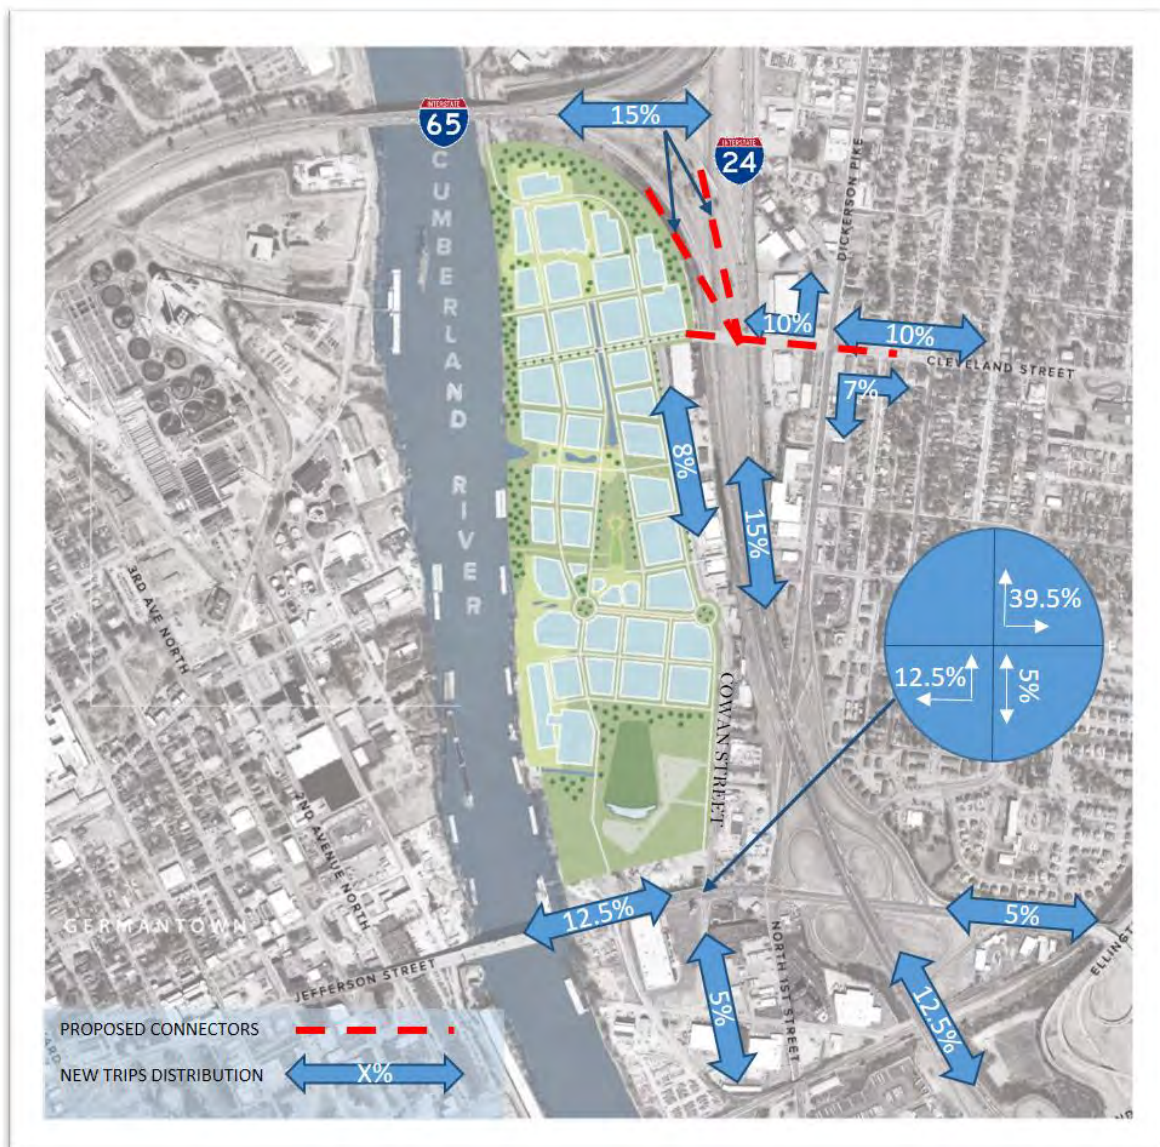 INTERSTATE
65
15%
INTERSTATE
24
CUMBERLAND
RIVER
DICKERSON PIKE
10%
10%
CLEVELAND STREET
7%
8%
15%
3RD AVE NORTH
39.5%
12.5%
5%
COWAN STREET
2ND AVENUE NORTH
GERMANTOWN
12.5%
5%
JEFFERSON STREET
NORTH 1ST STREET
5%
12.5%
PROPOSED CONNECTORS
NEW TRIPS DISTRIBUTION
X%